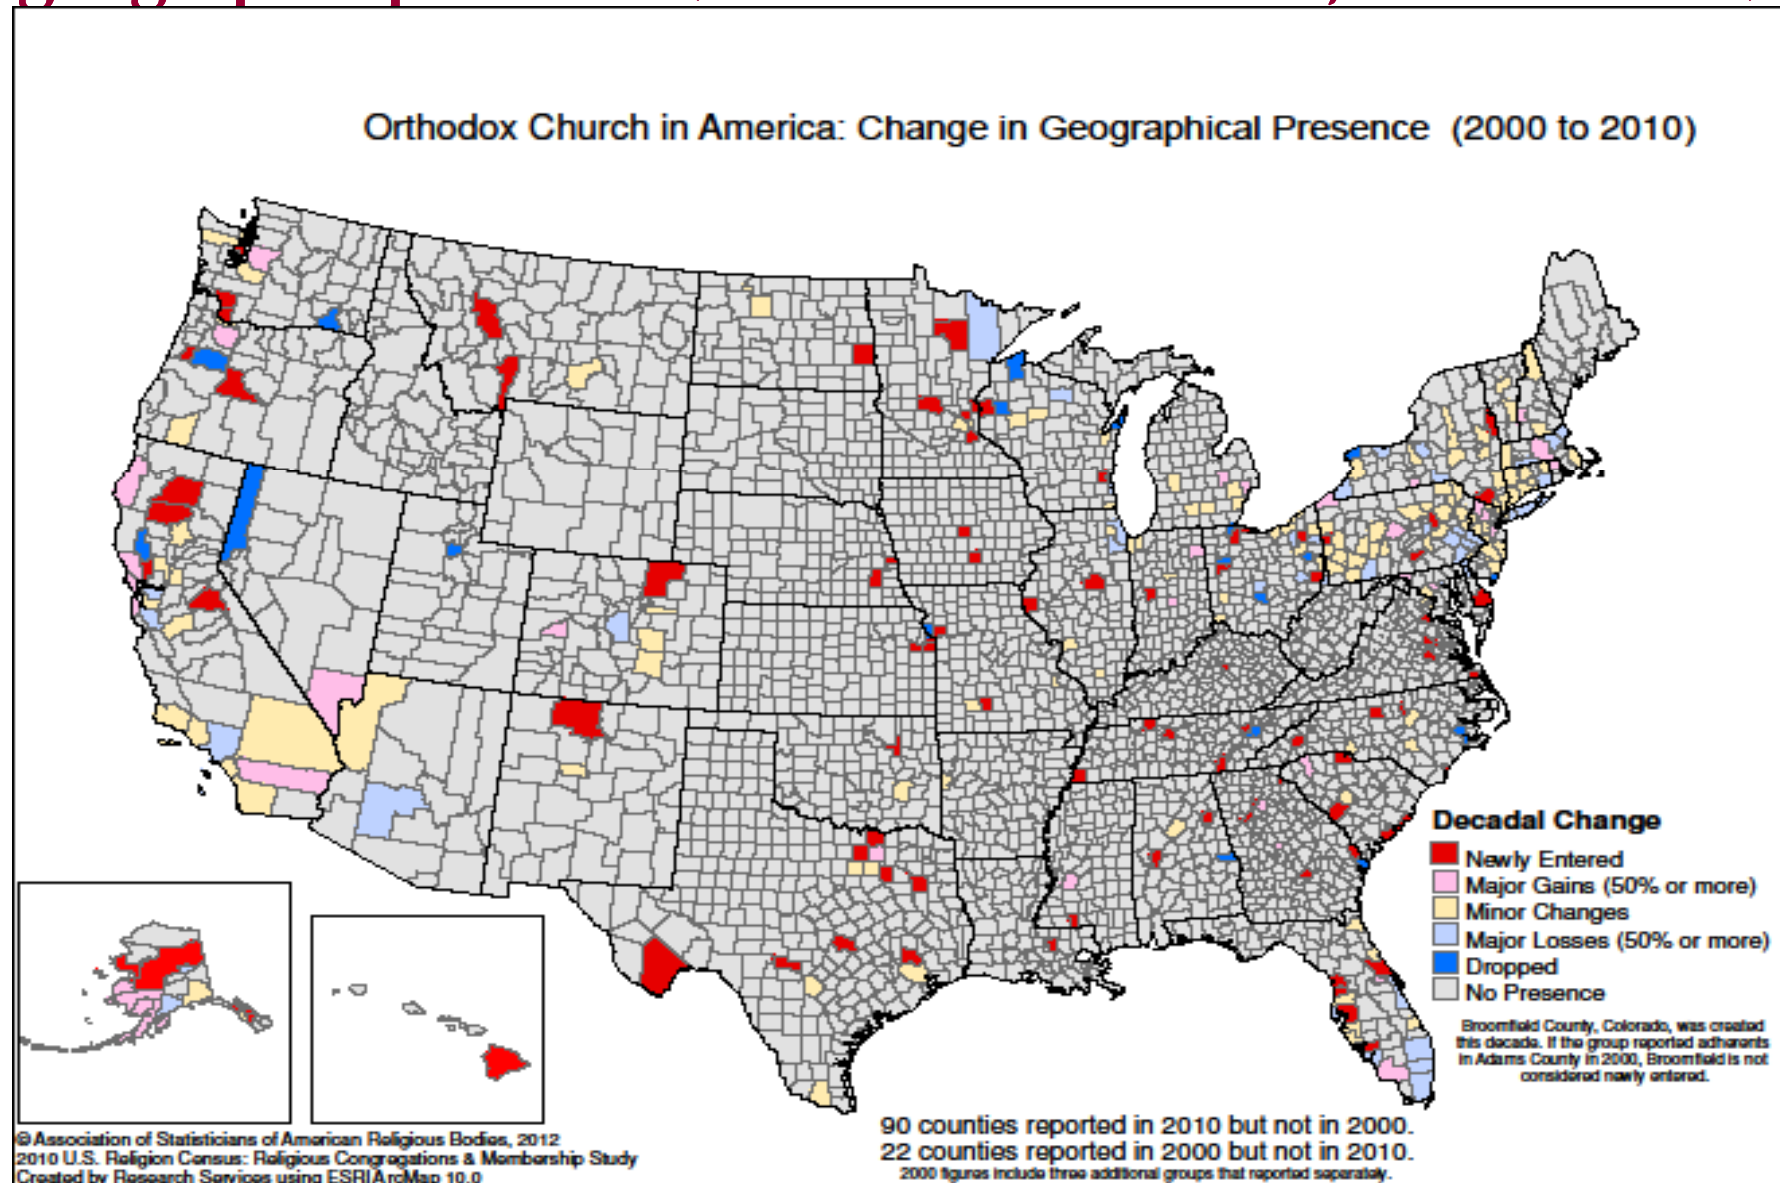 Orthodox Church in America: Change in Geographical Presence (2000 to 2010)
Decadal Change
Newly Entered
Major Gains (50% or more)
Minor Changes
Major Losses (50% or more)
Dropped
No Presence
Broomfield County, Colorado, was created
this decade. If the group reported adherents
in Adams County in 2000, Broomfield is not
considered newly entered.
90 counties reported in 2010 but not in 2000.
22 counties reported in 2000 but not in 2010.
2000 figures include three additional groups that reported separately.
© Association of Statisticians of American Religious Bodies, 2012
2010 U.S. Religion Census: Religious Congregations & Membership Study
Created by Research Services using ESRI ArcMap 10.0